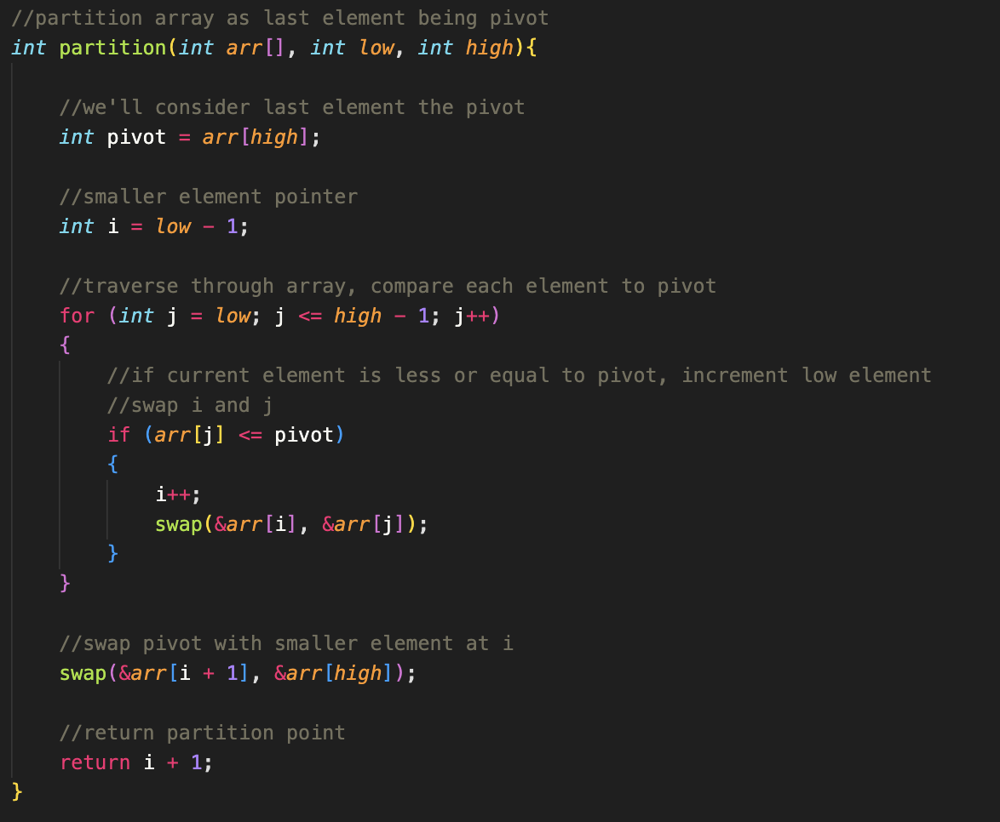 //partition array as last element being pivot
int partition(int arr[], int low, int high){
//we'll consider last element the pivot
int pivot = arr[high];
//smaller element pointer
int i = low - 1;
//traverse through array, compare each element to pivot
for (int j = low; j <= high - 1; j++)
{
//if current element is less or equal to pivot, increment low element
//swap i and j
if (arr[j] <= pivot)
{
i++;
swap(&arr[i], &arr[j]);
}
}
//swap pivot with smaller element at i
swap(&arr[i + 1], &arr[high]);
//return partition point
return i + 1;
}